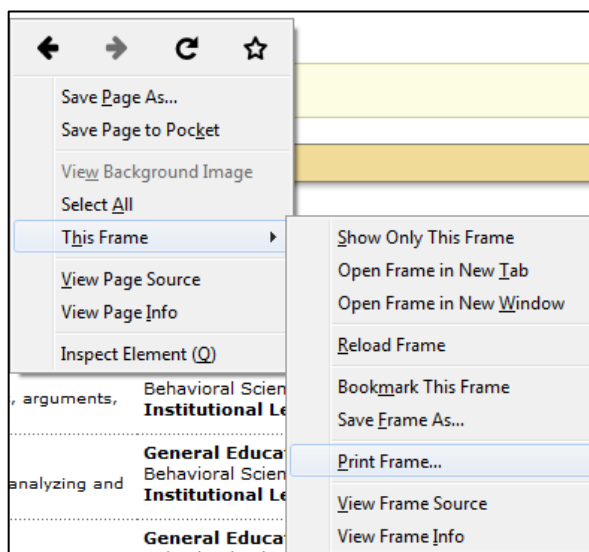 Save Page As...
Save Page to Pocket
View Background Image
Select All
This Frame
View Page Source
View Page Info
Inspect Element (Q)
Show Only This Frame
Open Frame in New Tab
Open Frame in New Window
Reload Frame
Bookmark This Frame
Save Frame As...
Print Frame...
View Frame Source
View Frame Info
, arguments,
Behavioral Scien
Institutional Le
analyzing and
General Educa
Behavioral Scien
Institutional Le
General Educa